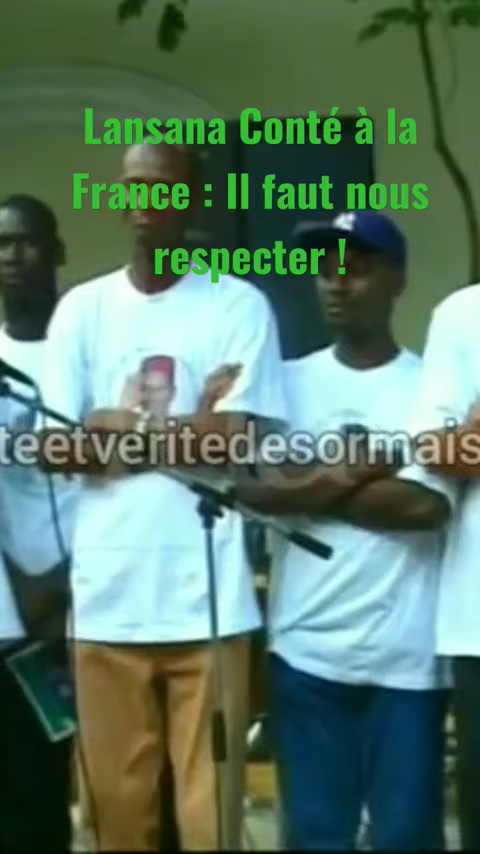 Lansana Conté à la
France : Il faut nous
respecter !
teetveritedesormais